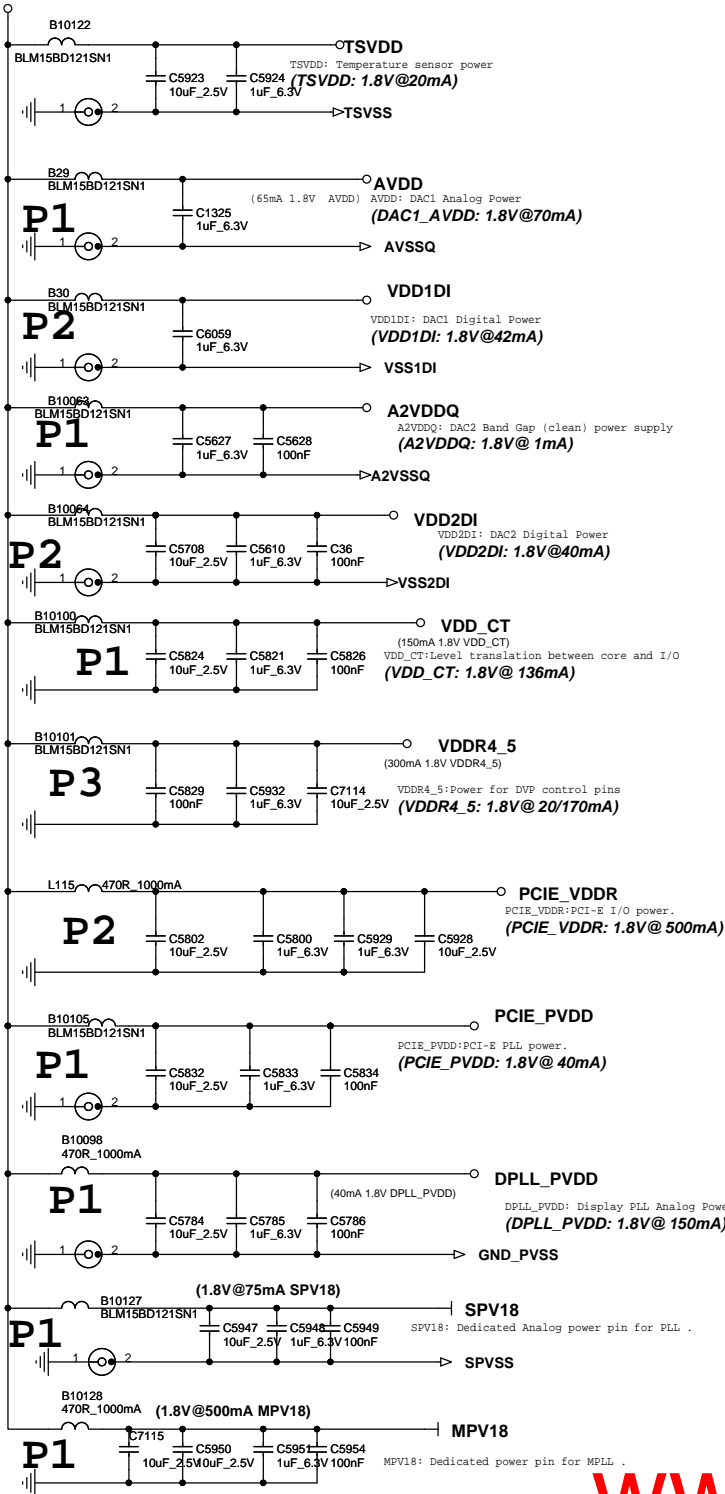 B10122
BLM15BD121SN1
TSVDD
TSVDD: Temperature sensor power
(TSVDD: 1.8V@20mA)
C5923
10uF_2.5V
C5924
1uF_6.3V
1 2
TSVSS
B29
BLM15BD121SN1
AVDD
(65mA 1.8V AVDD) AVDD: DAC1 Analog Power
(DAC1_AVDD: 1.8V@70mA)
P1
C1325
1uF_6.3V
1 2
AVSSQ
B30
BLM15BD121SN1
VDD1DI
VDD1DI: DAC1 Digital Power
(VDD1DI: 1.8V@42mA)
P2
C6059
1uF_6.3V
1 2
VSS1DI
B10063
BLM15BD121SN1
A2VDDQ
A2VDDQ: DAC2 Band Gap (clean) power supply
(A2VDDQ: 1.8V@ 1mA)
P1
C5627
1uF_6.3V
C5628
100nF
1 2
A2VSSQ
B10064
BLM15BD121SN1
VDD2DI
VDD2DI: DAC2 Digital Power
(VDD2DI: 1.8V@40mA)
P2
C5708
10uF_2.5V
C5610
1uF_6.3V
C36
100nF
1 2
VSS2DI
B10100
BLM15BD121SN1
VDD_CT
(150mA 1.8V VDD_CT)
VDD_CT:Level translation between core and I/O
(VDD_CT: 1.8V@ 136mA)
P1
C5824
10uF_2.5V
C5821
1uF_6.3V
C5826
100nF
B10101
BLM15BD121SN1
VDDR4_5
(300mA 1.8V VDDR4_5)
VDDR4_5:Power for DVP control pins
(VDDR4_5: 1.8V@ 20/170mA)
P3
C5829
100nF
C5932
1uF_6.3V
C7114
10uF_2.5V
L115 470R_1000mA
PCIE_VDDR
PCIE_VDDR:PCI-E I/O power.
(PCIE_VDDR: 1.8V@ 500mA)
P2
C5802
10uF_2.5V
C5800
1uF_6.3V
C5929
1uF_6.3V
C5928
10uF_2.5V
B10105
BLM15BD121SN1
PCIE_PVDD
PCIE_PVDD:PCI-E PLL power.
(PCIE_PVDD: 1.8V@ 40mA)
P1
C5832
10uF_2.5V
C5833
1uF_6.3V
C5834
100nF
1 2
B10098
470R_1000mA
DPLL_PVDD
(40mA 1.8V DPLL_PVDD)
DPLL_PVDD: Display PLL Analog Powe
(DPLL_PVDD: 1.8V@ 150mA)
P1
C5784
10uF_2.5V
C5785
1uF_6.3V
C5786
100nF
1 2
GND_PVSS
(1.8V@75mA SPV18)
B10127
BLM15BD121SN1
SPV18
SPV18: Dedicated Analog power pin for PLL .
P1
C5947
10uF_2.5V
C5948
1uF_6.3V
C5949
100nF
1 2
SPVSS
B10128
470R_1000mA
(1.8V@500mA MPV18)
MPV18
MPV18: Dedicated power pin for MPLL .
P1
C7115
10uF_2.5V
C5950
10uF_2.5V
C5951
1uF_6.3V
C5954
100nF